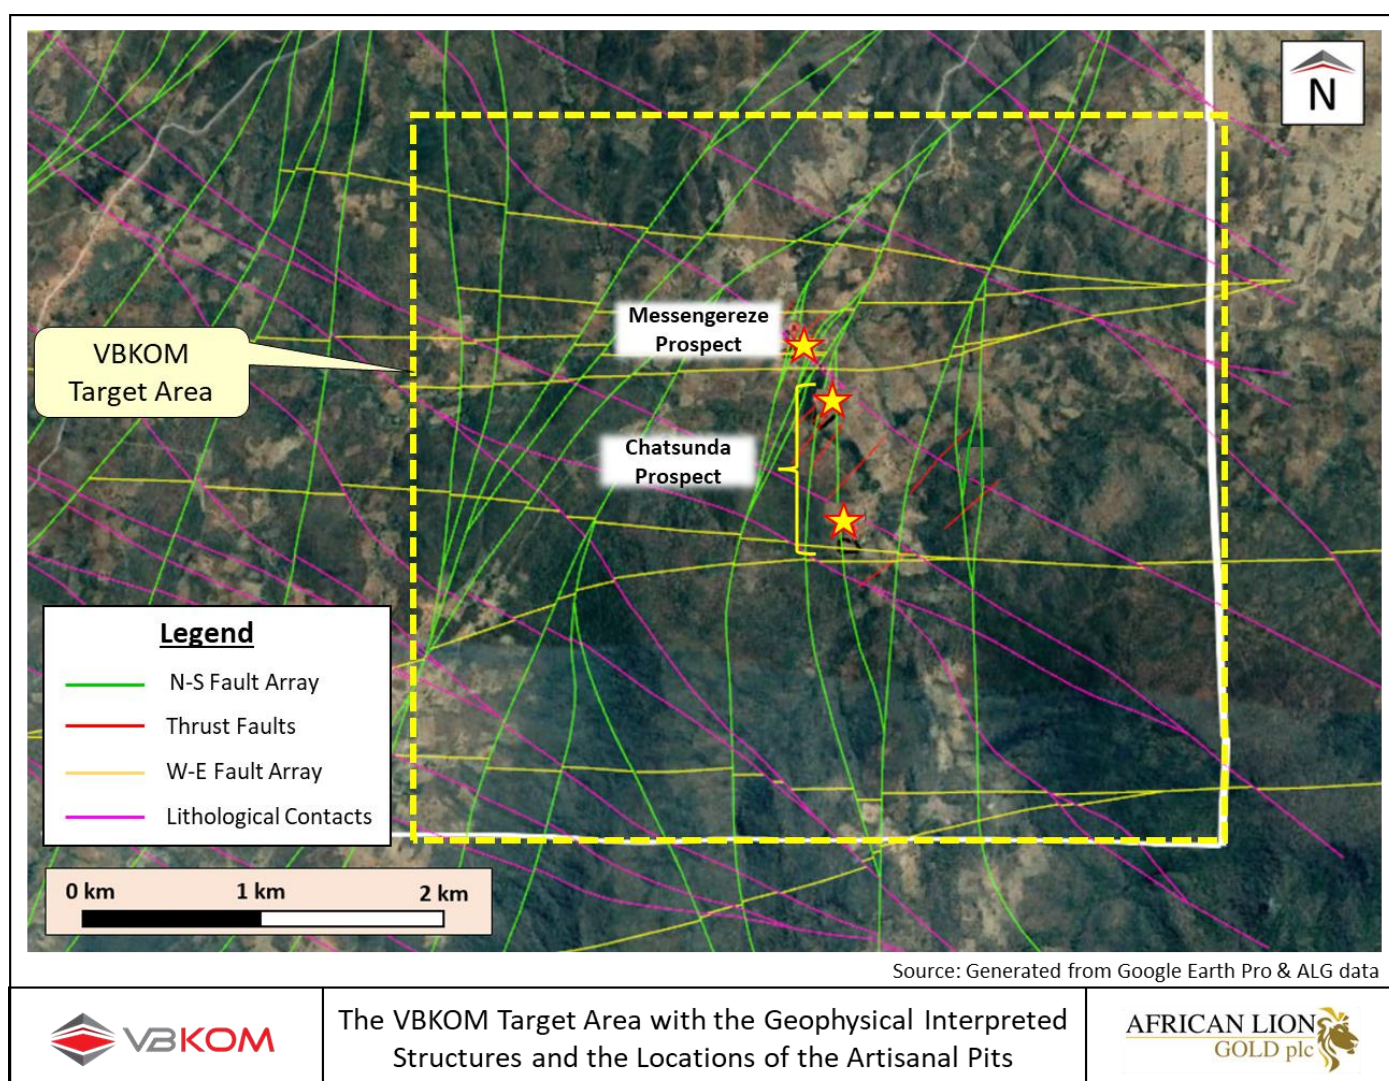 N
Messengereze
Prospect
VBKOM
Target Area
Chatsunda
Prospect
Legend
N-S Fault Array
Thrust Faults
W-E Fault Array
Lithological Contacts
0 km 1 km 2 km
Source: Generated from Google Earth Pro & ALG data
VBKOM
The VBKOM Target Area with the Geophysical Interpreted
Structures and the Locations of the Artisanal Pits
AFRICAN LION
GOLD plc